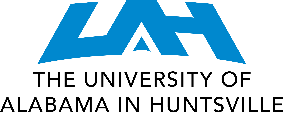 UAH
THE UNIVERSITY OF
ALABAMA IN HUNTSVILLE